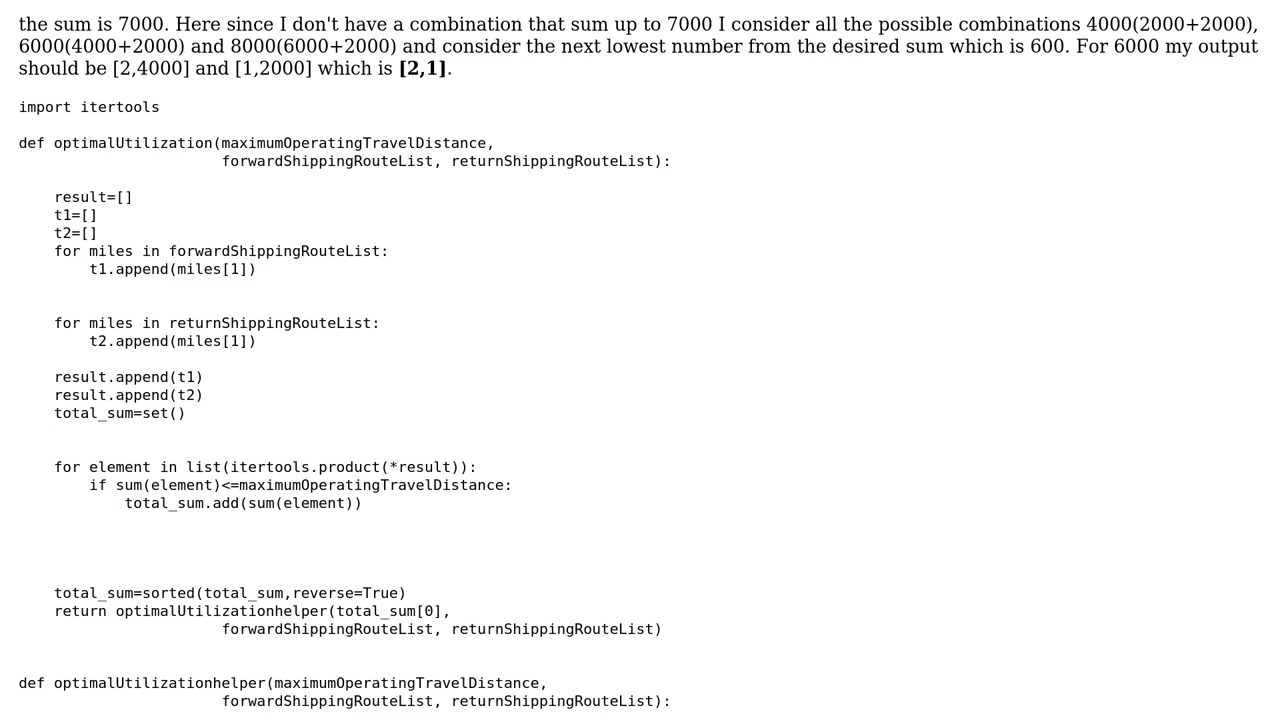 the sum is 7000. Here since I don't have a combination that sum up to 7000 I consider all the possible combinations 4000(2000+2000),
6000(4000+2000) and 8000(6000+2000) and consider the next lowest number from the desired sum which is 600. For 6000 my output
should be [2,4000] and [1,2000] which is [2,1].
import itertools
def optimalUtilization(maximumOperatingTravelDistance,
                       forwardShippingRouteList, returnShippingRouteList):
    result=[]
    t1=[]
    t2=[]
    for miles in forwardShippingRouteList:
        t1.append(miles[1])
    for miles in returnShippingRouteList:
        t2.append(miles[1])
    result.append(t1)
    result.append(t2)
    total_sum=set()
    for element in list(itertools.product(*result)):
        if sum(element)<=maximumOperatingTravelDistance:
            total_sum.add(sum(element))
    total_sum=sorted(total_sum,reverse=True)
    return optimalUtilizationhelper(total_sum[0],
                       forwardShippingRouteList, returnShippingRouteList)
def optimalUtilizationhelper(maximumOperatingTravelDistance,
                       forwardShippingRouteList, returnShippingRouteList):